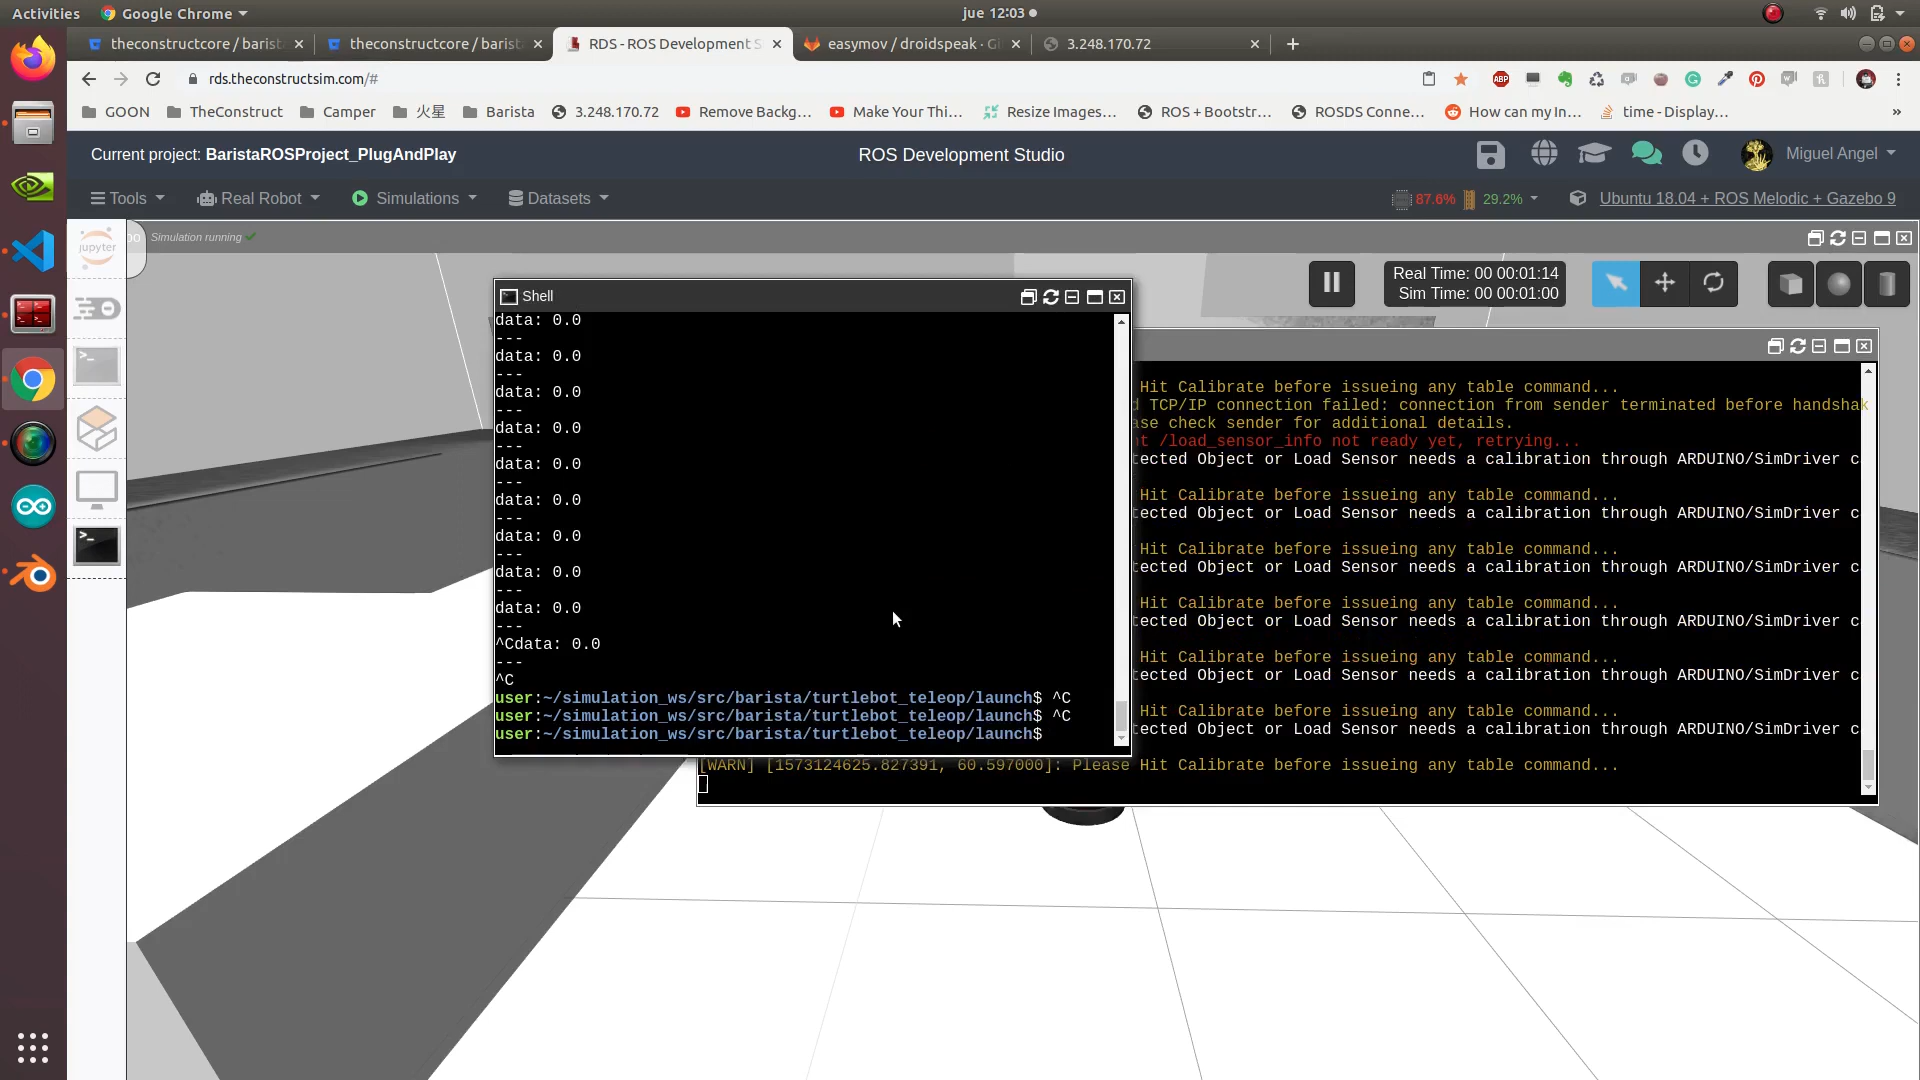 Activities
Google Chrome
jue 12:03
theconstructcore / barist
theconstructcore / barist
RDS - ROS Development S
easymov / droidspeak · Gi
3.248.170.72
rds.theconstructsim.com/#
GOON
TheConstruct
Camper
火星
Barista
3.248.170.72
Remove Backg...
Make Your Thi...
Resize Images...
ROS + Bootstr...
ROSDS Conne...
How can my In...
time - Display...
»
Current project: BaristaROSProject_PlugAndPlay
ROS Development Studio
Miguel Angel
Tools
Real Robot
Simulations
Datasets
87.6%
29.2%
Ubuntu 18.04 + ROS Melodic + Gazebo 9
jupyter
Simulation running
Real Time: 00 00:01:14
Sim Time: 00 00:01:00
Shell
data: 0.0
---
data: 0.0
---
data: 0.0
---
data: 0.0
---
data: 0.0
---
data: 0.0
---
data: 0.0
---
data: 0.0
---
data: 0.0
---
^Cdata: 0.0
---
^C
user:~/simulation_ws/src/barista/turtlebot_teleop/launch$ ^C
user:~/simulation_ws/src/barista/turtlebot_teleop/launch$ ^C
user:~/simulation_ws/src/barista/turtlebot_teleop/launch$
Hit Calibrate before issueing any table command...
d TCP/IP connection failed: connection from sender terminated before handshak
ase check sender for additional details.
nt /load_sensor_info not ready yet, retrying...
tected Object or Load Sensor needs a calibration through ARDUINO/SimDriver c
Hit Calibrate before issueing any table command...
tected Object or Load Sensor needs a calibration through ARDUINO/SimDriver c
Hit Calibrate before issueing any table command...
tected Object or Load Sensor needs a calibration through ARDUINO/SimDriver c
Hit Calibrate before issueing any table command...
tected Object or Load Sensor needs a calibration through ARDUINO/SimDriver c
Hit Calibrate before issueing any table command...
tected Object or Load Sensor needs a calibration through ARDUINO/SimDriver c
Hit Calibrate before issueing any table command...
tected Object or Load Sensor needs a calibration through ARDUINO/SimDriver c
[WARN] [1573124625.827391, 60.597000]: Please Hit Calibrate before issueing any table command...